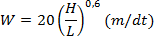 W = 20(H/L)^0,6 (m/dt)